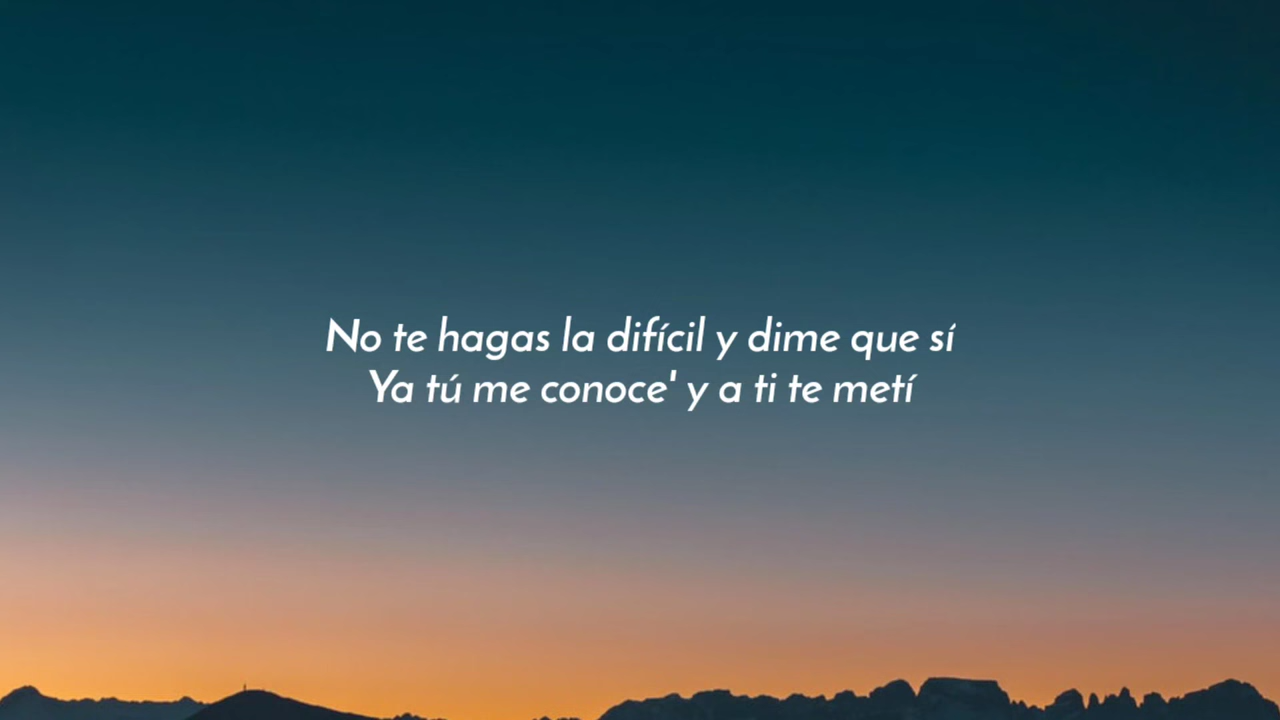 No te hagas la difícil y dime que sí
Ya tú me conoce' y a ti te metí